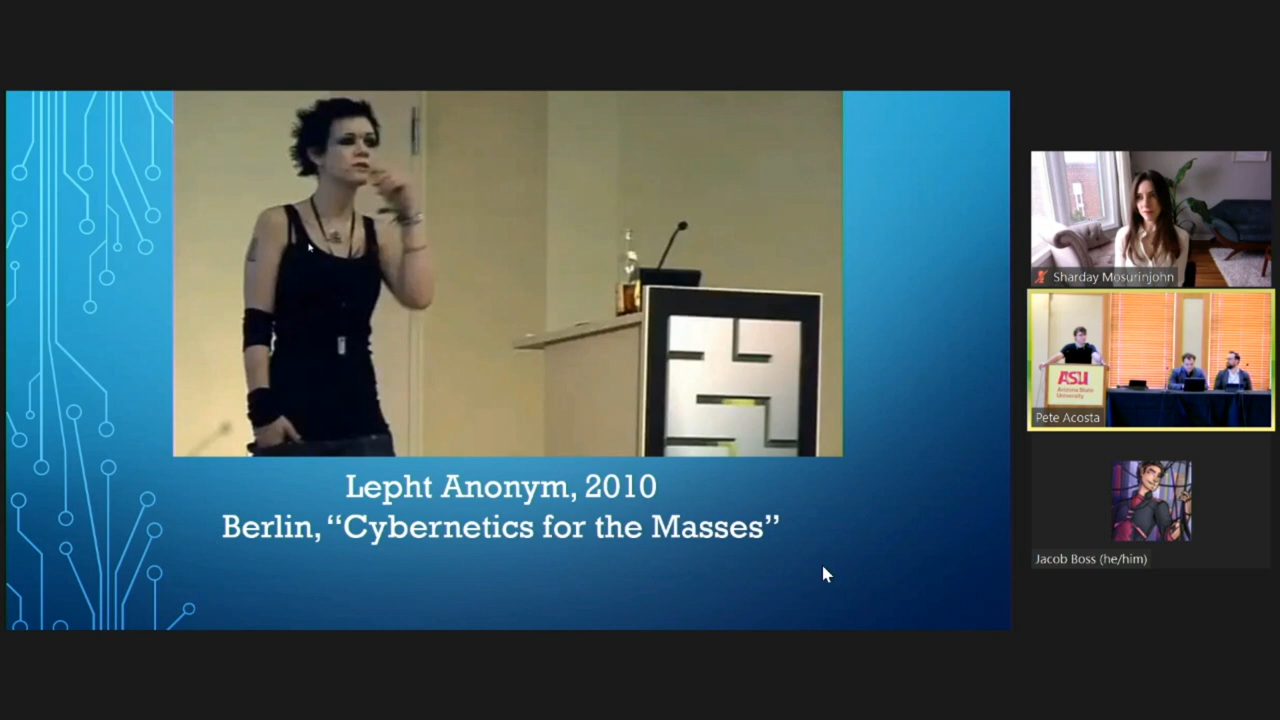 Lepht Anonym, 2010
Berlin, “Cybernetics for the Masses”
Sharday Mosurinjohn
ASU
Arizona State
University
Pete Acosta
Jacob Boss (he/him)